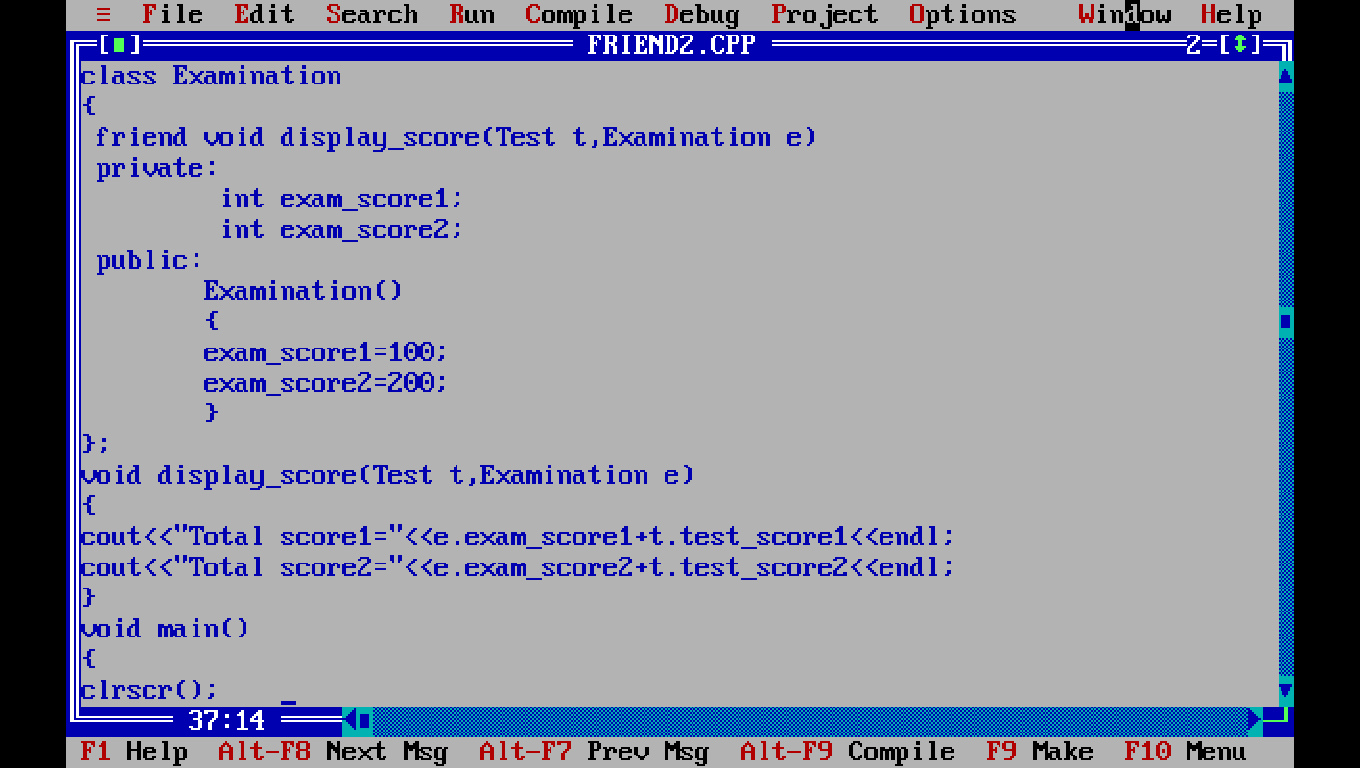 ≡ File Edit Search Run Compile Debug Project Options Window Help
[■] FRIEND2.CPP 2=[↕]
class Examination
{
friend void display_score(Test t,Examination e)
private:
int exam_score1;
int exam_score2;
public:
Examination()
{
exam_score1=100;
exam_score2=200;
}
};
void display_score(Test t,Examination e)
{
cout<<"Total score1="<<e.exam_score1+t.test_score1<<endl;
cout<<"Total score2="<<e.exam_score2+t.test_score2<<endl;
}
void main()
{
clrscr();
37:14
F1 Help Alt-F8 Next Msg Alt-F7 Prev Msg Alt-F9 Compile F9 Make F10 Menu